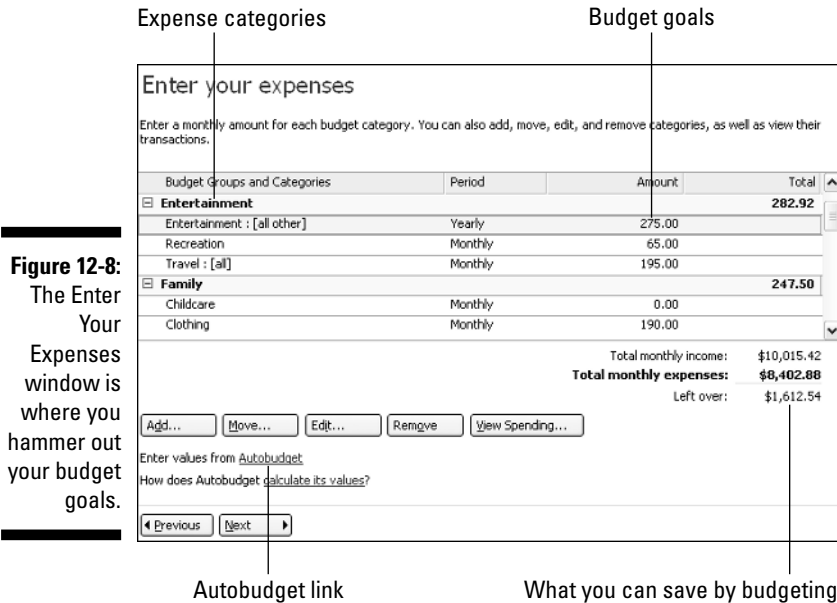 Expense categories
Budget goals
Enter your expenses
Enter a monthly amount for each budget category. You can also add, move, edit, and remove categories, as well as view their
transactions.
Budget Groups and Categories Period Amount Total
Entertainment 282.92
Entertainment : [all other] Yearly 275.00
Recreation Monthly 65.00
Travel : [all] Monthly 195.00
Family 247.50
Childcare Monthly 0.00
Clothing Monthly 190.00
Total monthly income: $10,015.42
Total monthly expenses: $8,402.88
Left over: $1,612.54
Add... Move... Edit... Remove View Spending...
Enter values from Autobudget
How does Autobudget calculate its values?
Previous Next
Figure 12-8:
The Enter
Your
Expenses
window is
where you
hammer out
your budget
goals.
Autobudget link
What you can save by budgeting